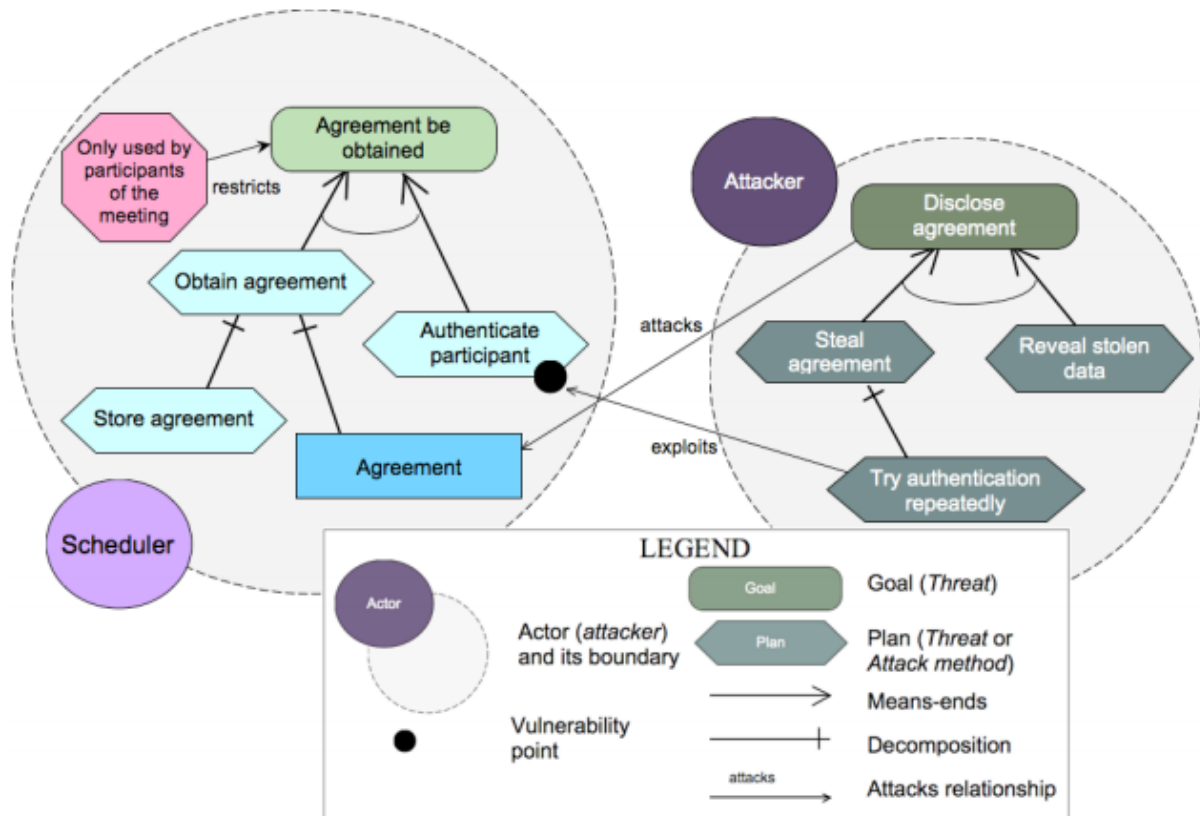 Only used by
participants
of the
meeting
restricts
Agreement be
obtained
Obtain agreement
Authenticate
participant
Store agreement
Agreement
Scheduler
Attacker
Disclose
agreement
attacks
Steal
agreement
Reveal stolen
data
exploits
Try authentication
repeatedly
LEGEND
Actor
Actor (attacker)
and its boundary
Vulnerability
point
Goal
Goal (Threat)
Plan
Plan (Threat or
Attack method)
Means-ends
Decomposition
attacks
Attacks relationship